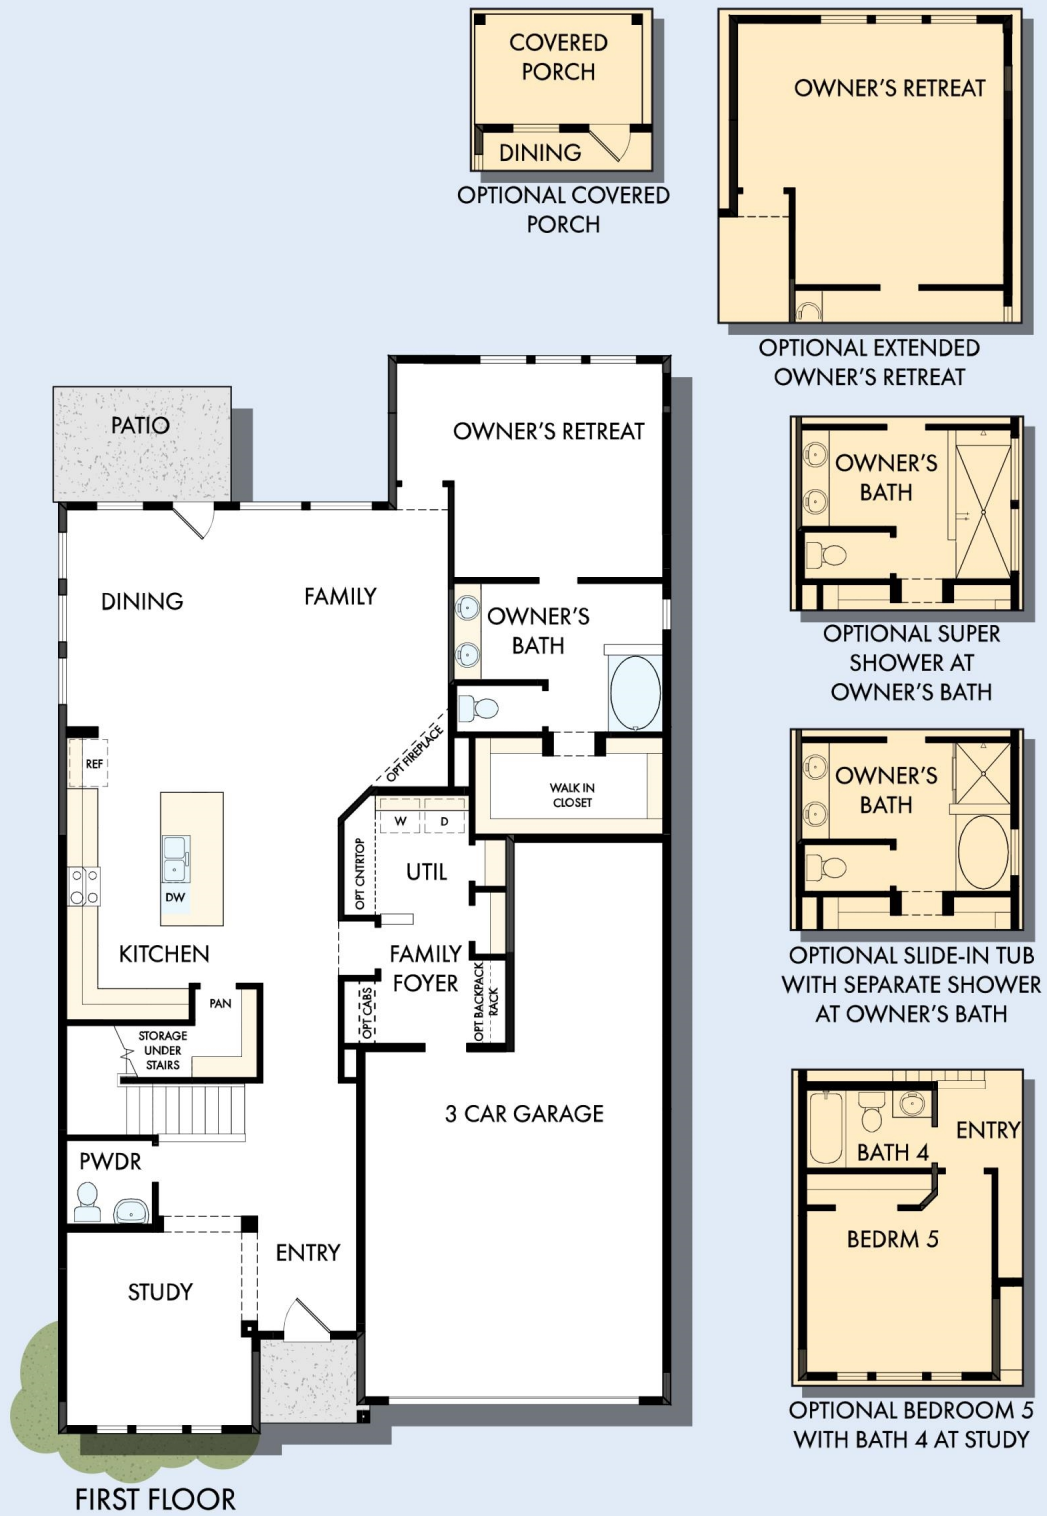 COVERED
PORCH
DINING
OPTIONAL COVERED
PORCH
OWNER'S RETREAT
OPTIONAL EXTENDED
OWNER'S RETREAT
PATIO
OWNER'S RETREAT
DINING
FAMILY
OWNER'S
BATH
OPT FIREPLACE
REF
WALK IN
CLOSET
W
D
OPT CNTRTOP
UTIL
DW
KITCHEN
FAMILY
FOYER
PAN
OPT CABS
OPT BACKPACK
RACK
STORAGE
UNDER
STAIRS
3 CAR GARAGE
PWDR
ENTRY
STUDY
FIRST FLOOR
OWNER'S
BATH
OPTIONAL SUPER
SHOWER AT
OWNER'S BATH
OWNER'S
BATH
OPTIONAL SLIDE-IN TUB
WITH SEPARATE SHOWER
AT OWNER'S BATH
ENTRY
BATH 4
BEDRM 5
OPTIONAL BEDROOM 5
WITH BATH 4 AT STUDY